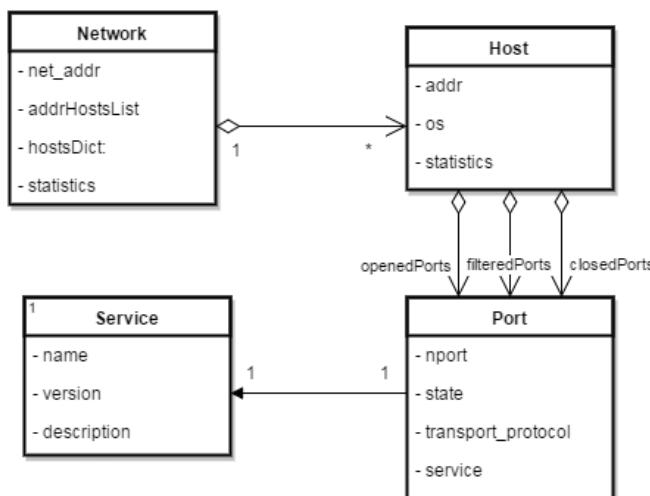 Network
- net_addr
- addrHostsList
- hostsDict:
- statistics
Host
- addr
- os
- statistics
1
*
openedPorts
filteredPorts
closedPorts
1
Service
- name
- version
- description
1
1
Port
- nport
- state
- transport_protocol
- service